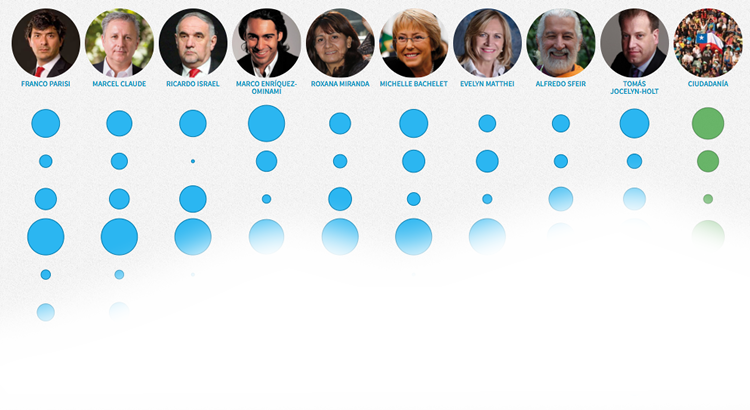 FRANCO PARISI
MARCEL CLAUDE
RICARDO ISRAEL
MARCO ENRÍQUEZ-
OMINAMI
ROXANA MIRANDA
MICHELLE BACHELET
EVELYN MATTHEI
ALFREDO SFEIR
TOMÁS
JOCELYN-HOLT
CIUDADANÍA